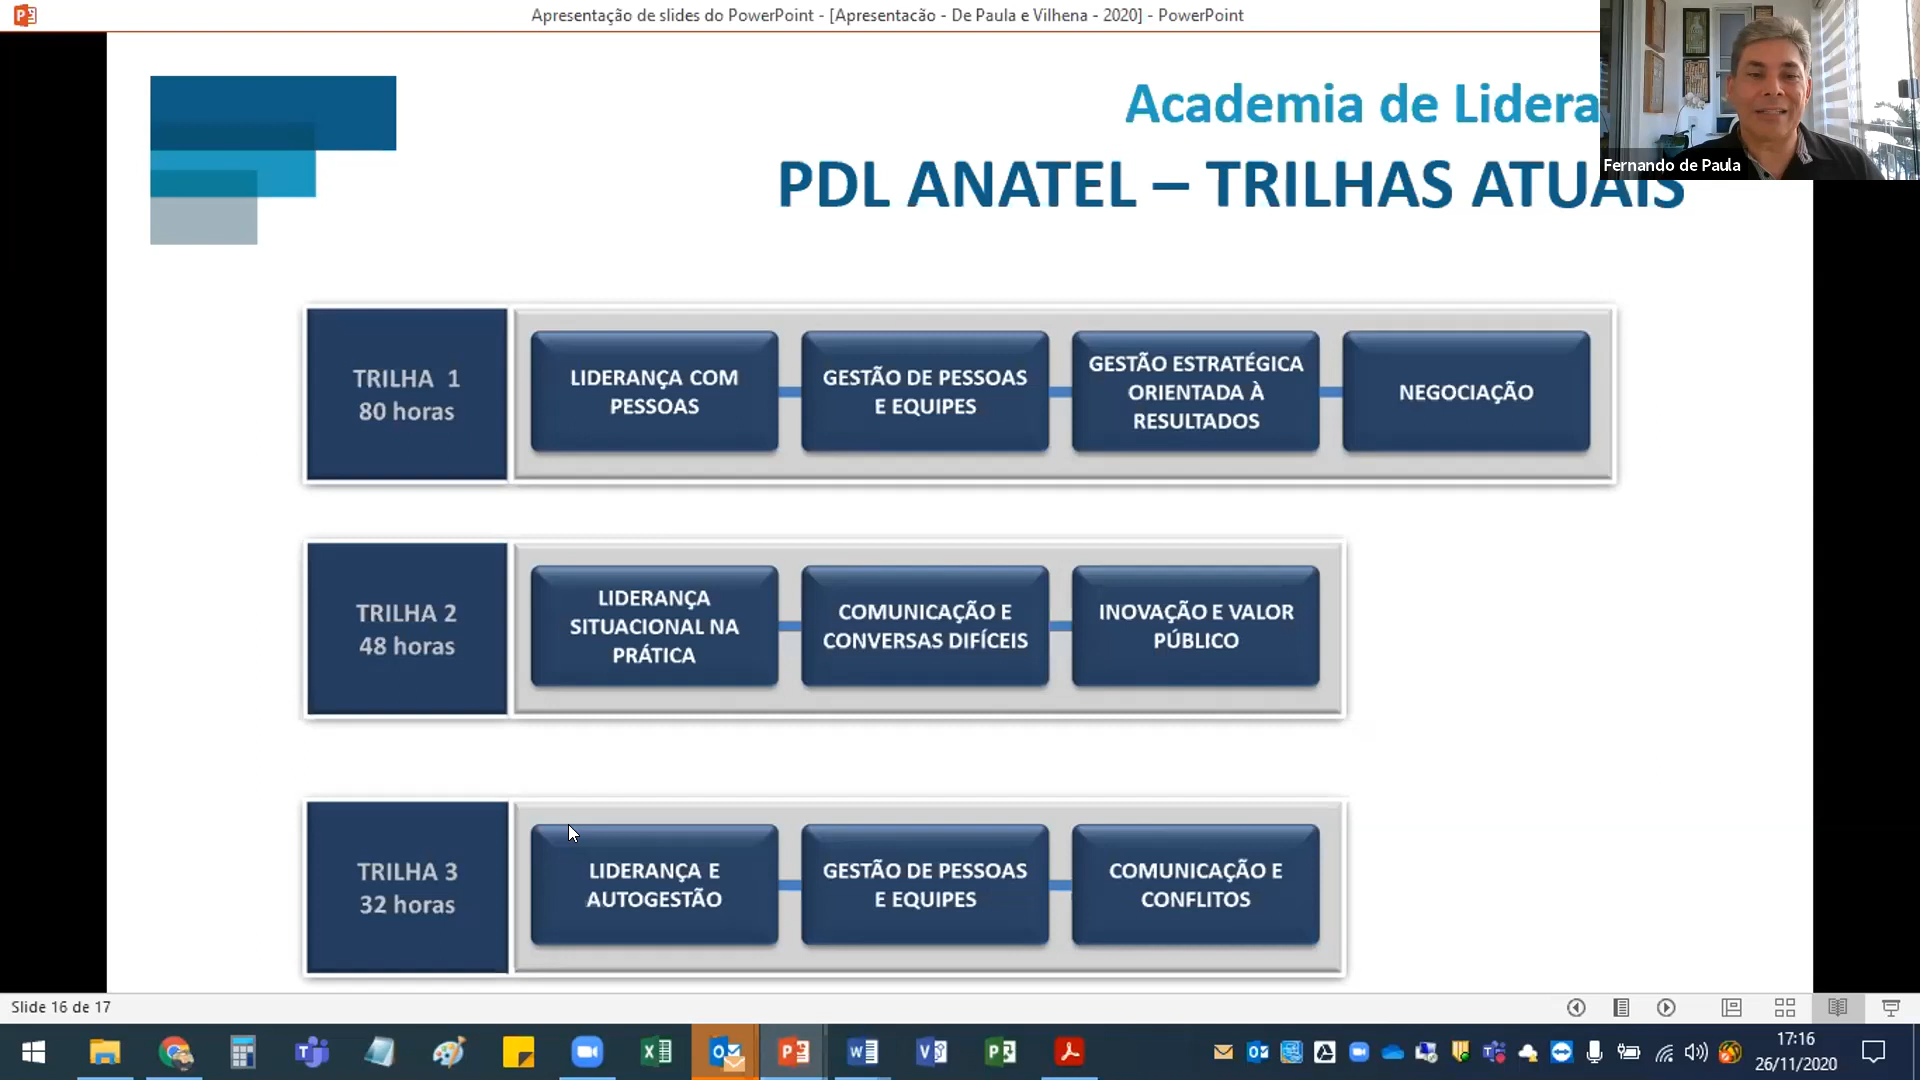 Apresentação de slides do PowerPoint - [Apresentacão - De Paula e Vilhena - 2020] - PowerPoint
Fernando de Paula
Academia de Lidera
PDL ANATEL – TRILHAS ATUAIS
TRILHA 1
80 horas
LIDERANÇA COM
PESSOAS
GESTÃO DE PESSOAS
E EQUIPES
GESTÃO ESTRATÉGICA
ORIENTADA À
RESULTADOS
NEGOCIAÇÃO
TRILHA 2
48 horas
LIDERANÇA
SITUACIONAL NA
PRÁTICA
COMUNICAÇÃO E
CONVERSAS DIFÍCEIS
INOVAÇÃO E VALOR
PÚBLICO
TRILHA 3
32 horas
LIDERANÇA E
AUTOGESTÃO
GESTÃO DE PESSOAS
E EQUIPES
COMUNICAÇÃO E
CONFLITOS
Slide 16 de 17
17:16
26/11/2020